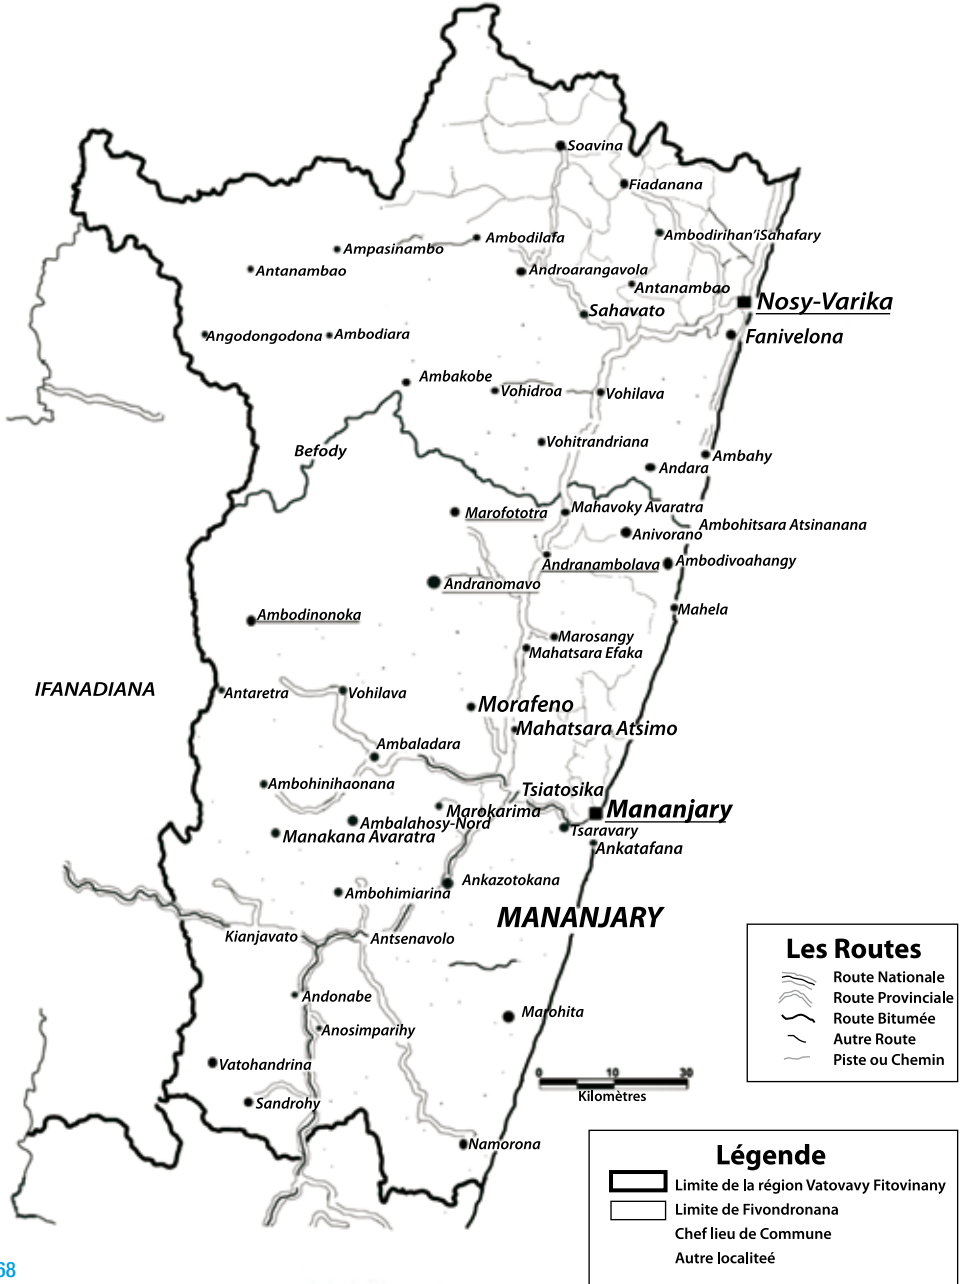 Soavina
Fiadanana
Ambodilafa
Ambodirihan'iSahafary
Ampasinambo
Antanambao
Androarangavola
Antanambao
Nosy-Varika
Sahavato
Angodongodona
Ambodiara
Fanivelona
Ambakobe
Vohidroa
Vohilava
Vohitrandriana
Befody
Ambahy
Andara
Marofototra
Mahavoky Avaratra
Ambohitsara Atsinanana
Anivorano
Andranambolava
Ambodivoahangy
Andranomavo
Ambodinonoka
Mahela
Marosangy
Mahatsara Efaka
IFANADIANA
Antaretra
Vohilava
Morafeno
Mahatsara Atsimo
Ambaladara
Ambohinihaonana
Tsiatosika
Marokarima
Mananjary
Ambalahosy-Nord
Manakana Avaratra
Tsaravary
Ankatafana
Ankazotokana
Ambohimiarina
MANANJARY
Kianjavato
Antsenavolo
Andonabe
Marohita
Anosimparihy
Vatohandrina
Sandrohy
Namorona
0 10 30
Kilomètres
Les Routes
Route Nationale
Route Provinciale
Route Bitumée
Autre Route
Piste ou Chemin
Légende
Limite de la région Vatovavy Fitovinany
Limite de Fivondronana
Chef lieu de Commune
Autre localiteé
68